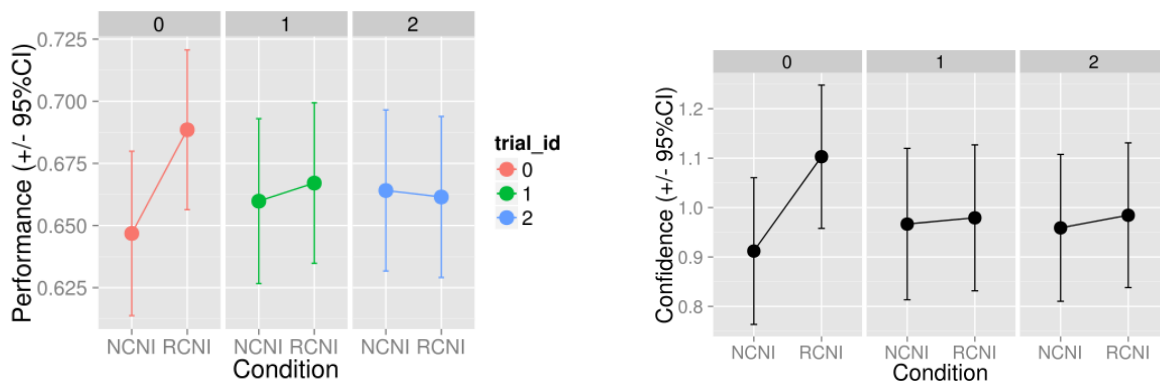 0 1 2
0.725
0.700
0.675
0.650
0.625
Performance (+/- 95%CI)
NCNI RCNI NCNI RCNI NCNI RCNI
Condition
trial_id
0
1
2
0 1 2
1.2
1.1
1.0
0.9
0.8
Confidence (+/- 95%CI)
NCNI RCNI NCNI RCNI NCNI RCNI
Condition